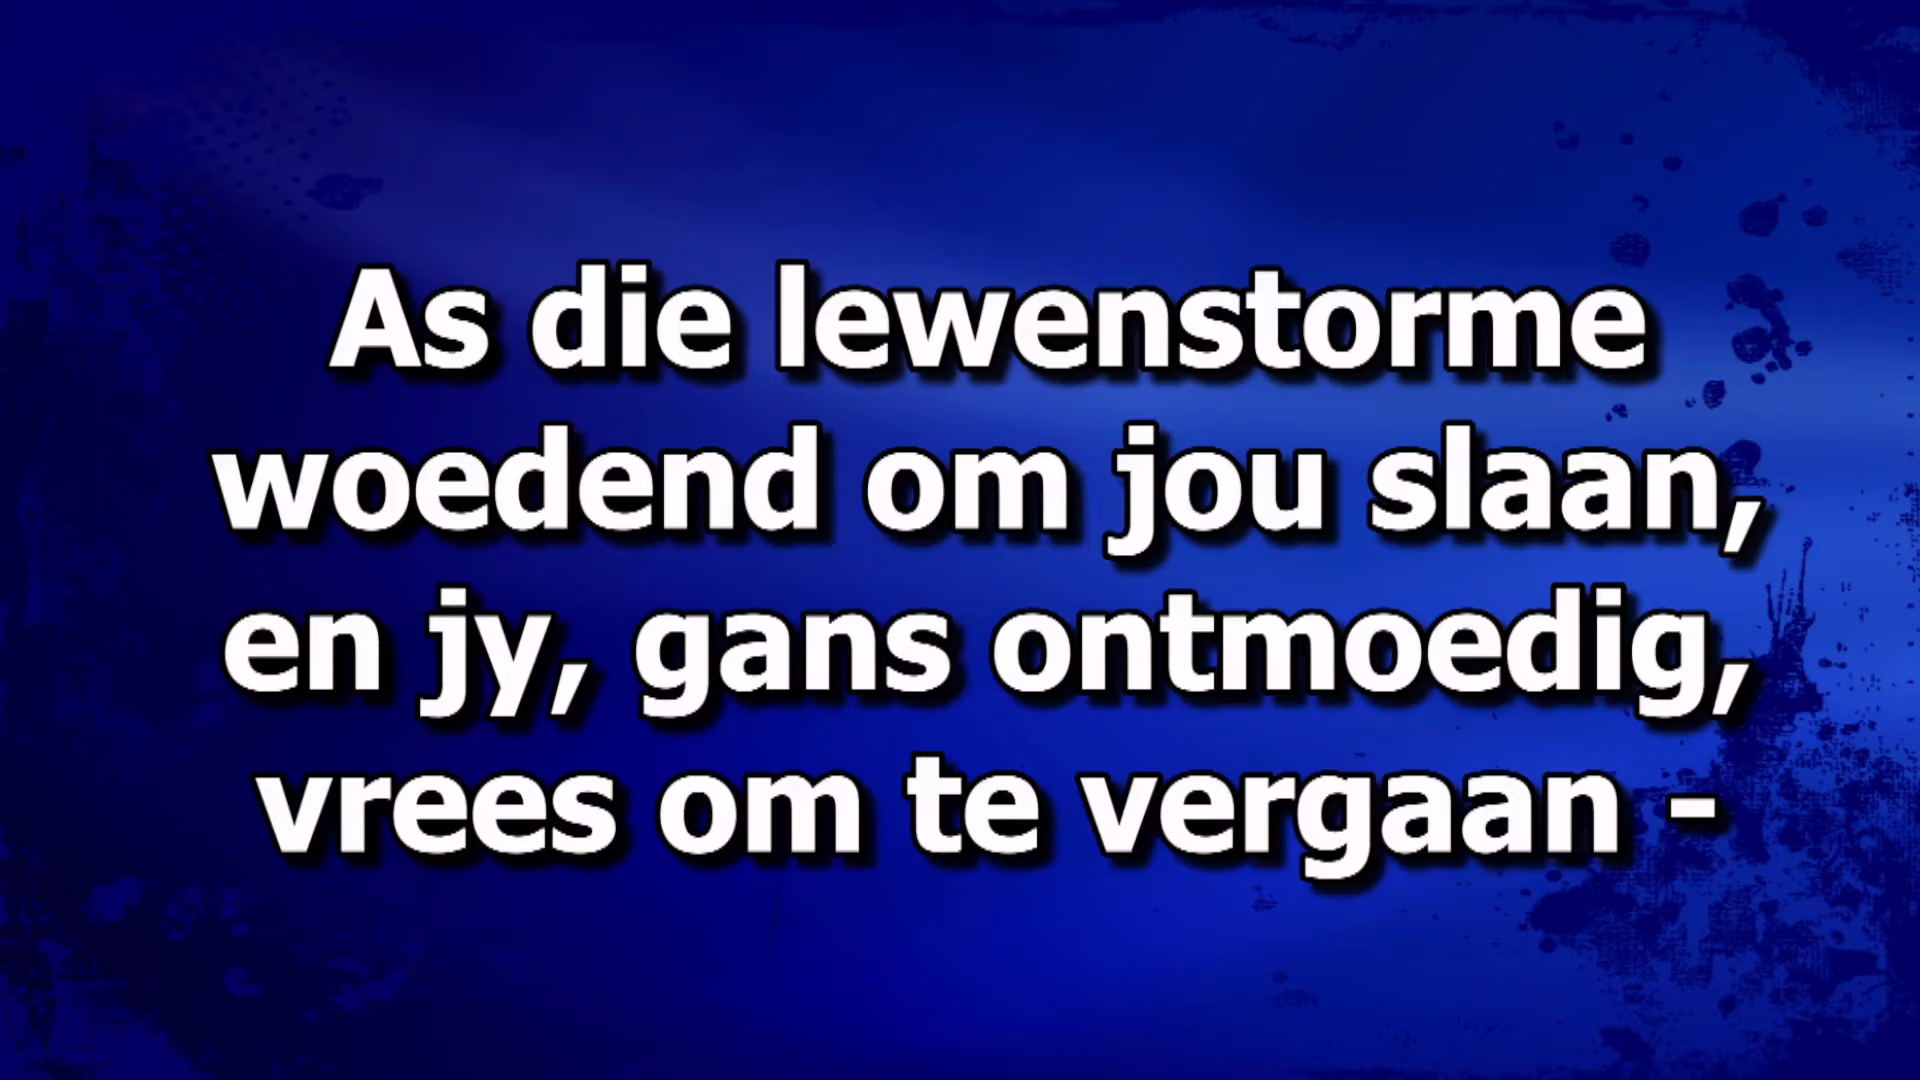 As die lewenstorme
woedend om jou slaan,
en jy, gans ontmoedig,
vrees om te vergaan -